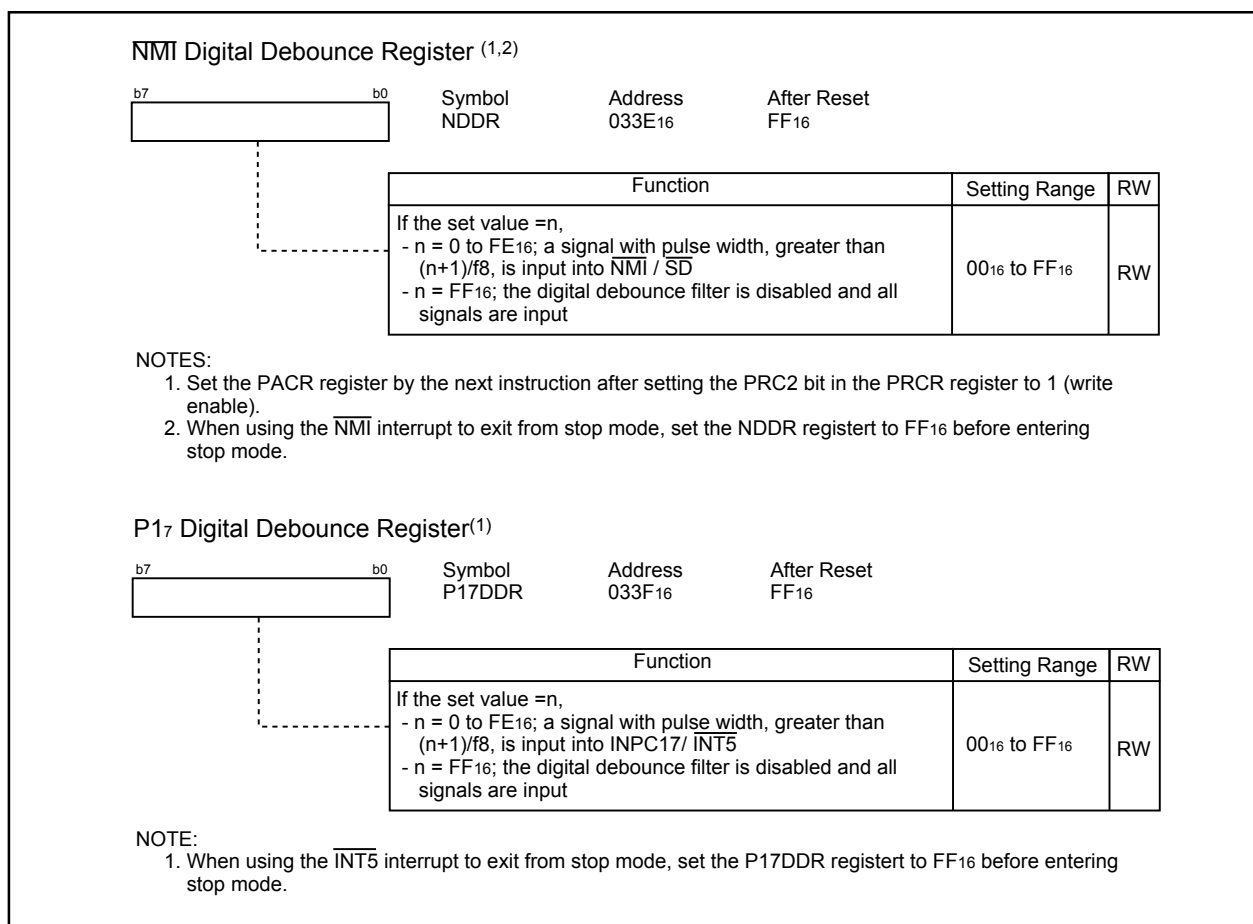 NMI Digital Debounce Register (1,2)
b7 b0 Symbol Address After Reset
NDDR 033E16 FF16
Function Setting Range RW
If the set value =n,
- n = 0 to FE16; a signal with pulse width, greater than
(n+1)/f8, is input into NMI / SD
- n = FF16; the digital debounce filter is disabled and all
signals are input
0016 to FF16 RW
NOTES:
1. Set the PACR register by the next instruction after setting the PRC2 bit in the PRCR register to 1 (write
enable).
2. When using the NMI interrupt to exit from stop mode, set the NDDR registert to FF16 before entering
stop mode.
P17 Digital Debounce Register(1)
b7 b0 Symbol Address After Reset
P17DDR 033F16 FF16
Function Setting Range RW
If the set value =n,
- n = 0 to FE16; a signal with pulse width, greater than
(n+1)/f8, is input into INPC17/ INT5
- n = FF16; the digital debounce filter is disabled and all
signals are input
0016 to FF16 RW
NOTE:
1. When using the INT5 interrupt to exit from stop mode, set the P17DDR registert to FF16 before entering
stop mode.